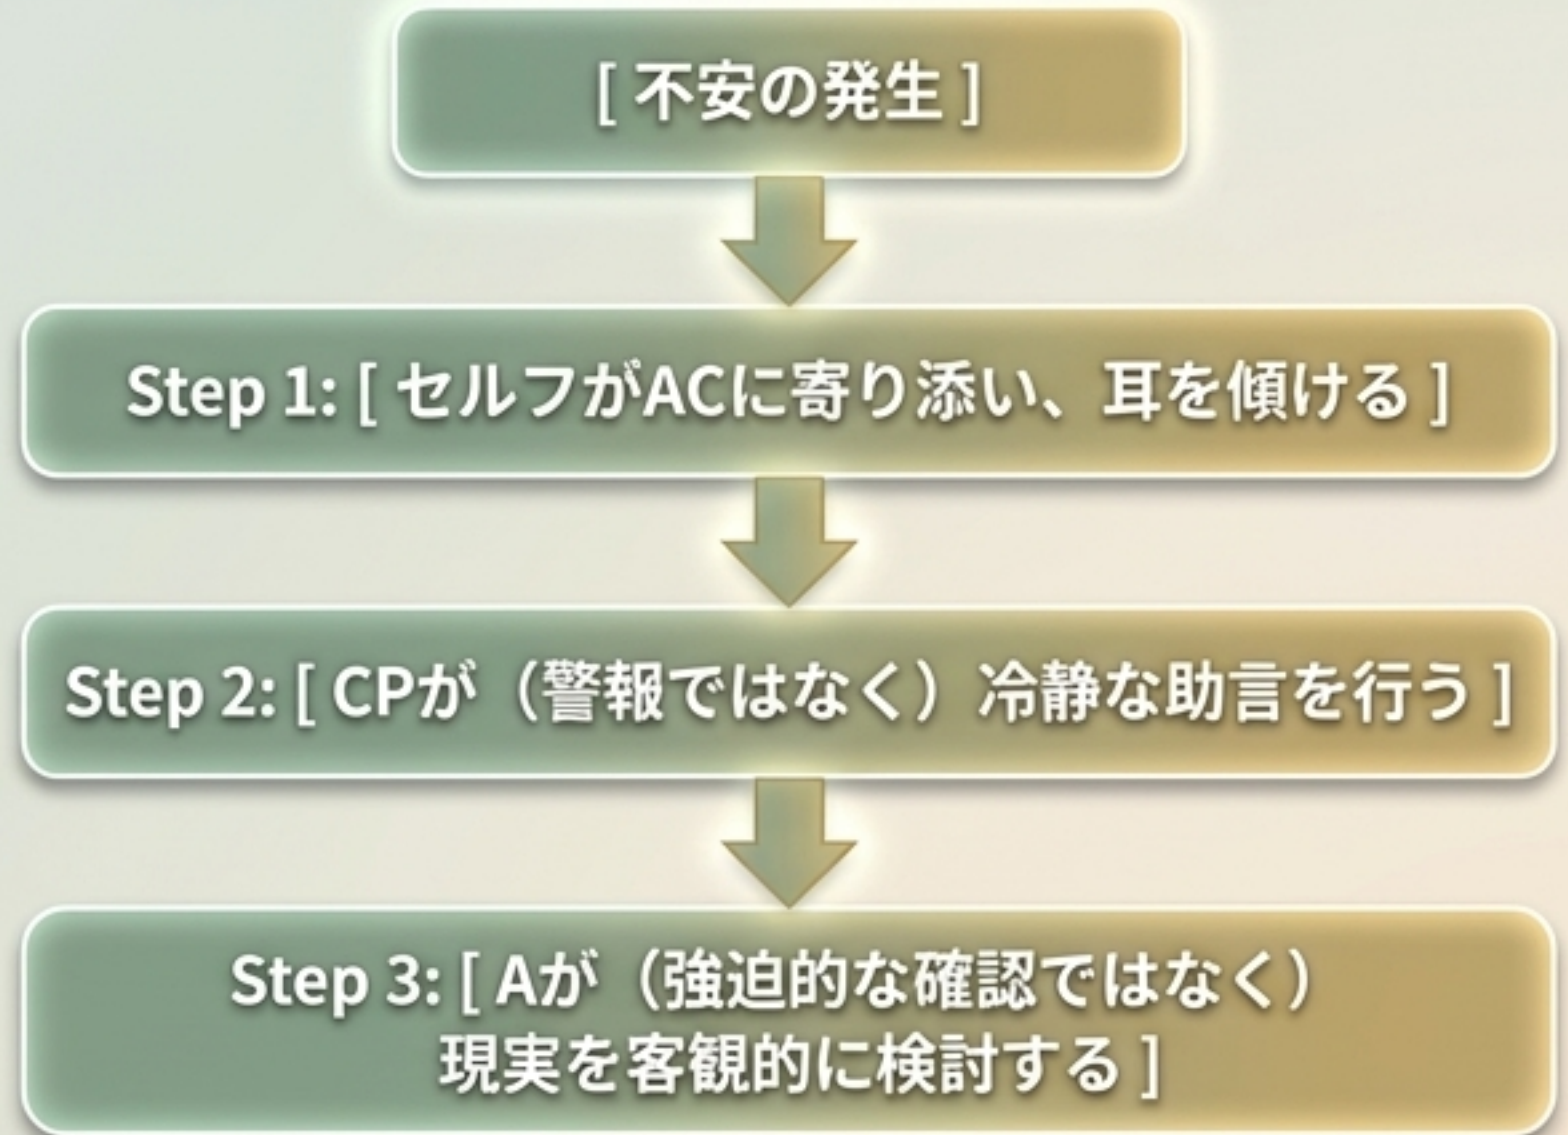 [ 不安の発生 ]
Step 1: [ セルフがACに寄り添い、耳を傾ける ]
Step 2: [ CPが（警報ではなく）冷静な助言を行う ]
Step 3: [ Aが（強迫的な確認ではなく）
現実を客観的に検討する ]